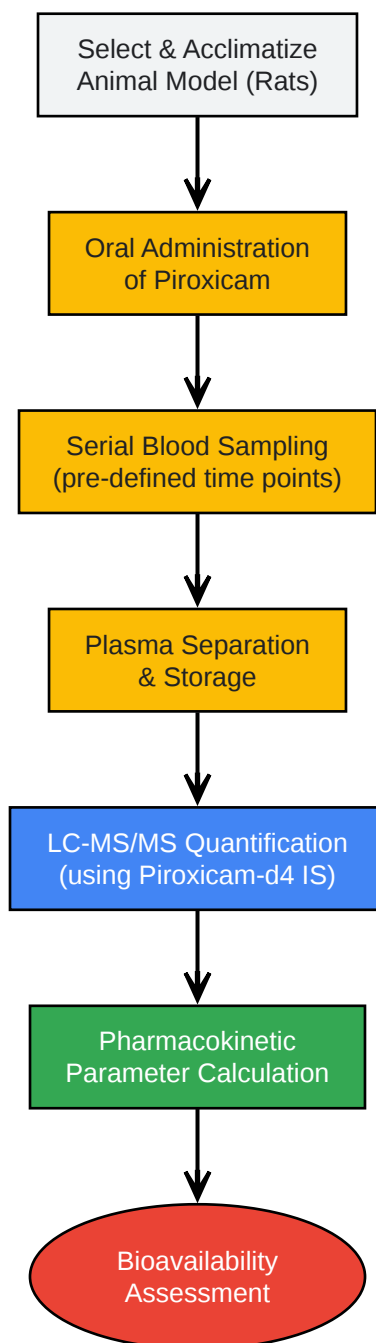 Select & Acclimatize
Animal Model (Rats)
Oral Administration
of Piroxicam
Serial Blood Sampling
(pre-defined time points)
Plasma Separation
& Storage
LC-MS/MS Quantification
(using Piroxicam-d4 IS)
Pharmacokinetic
Parameter Calculation
Bioavailability
Assessment